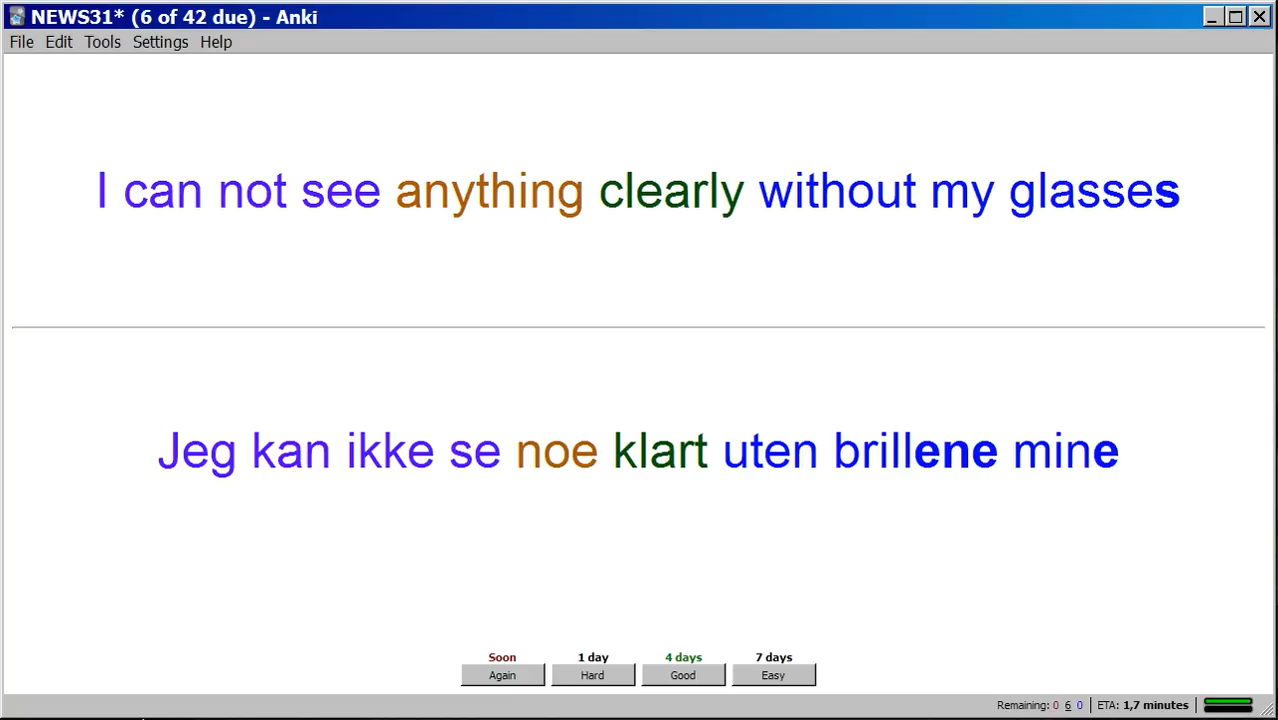 NEWS31* (6 of 42 due) - Anki
File Edit Tools Settings Help
I can not see anything clearly without my glasses
Jeg kan ikke se noe klart uten brillene mine
Soon 1 day 4 days 7 days
Again Hard Good Easy
Remaining: 0 6 0 ETA: 1,7 minutes